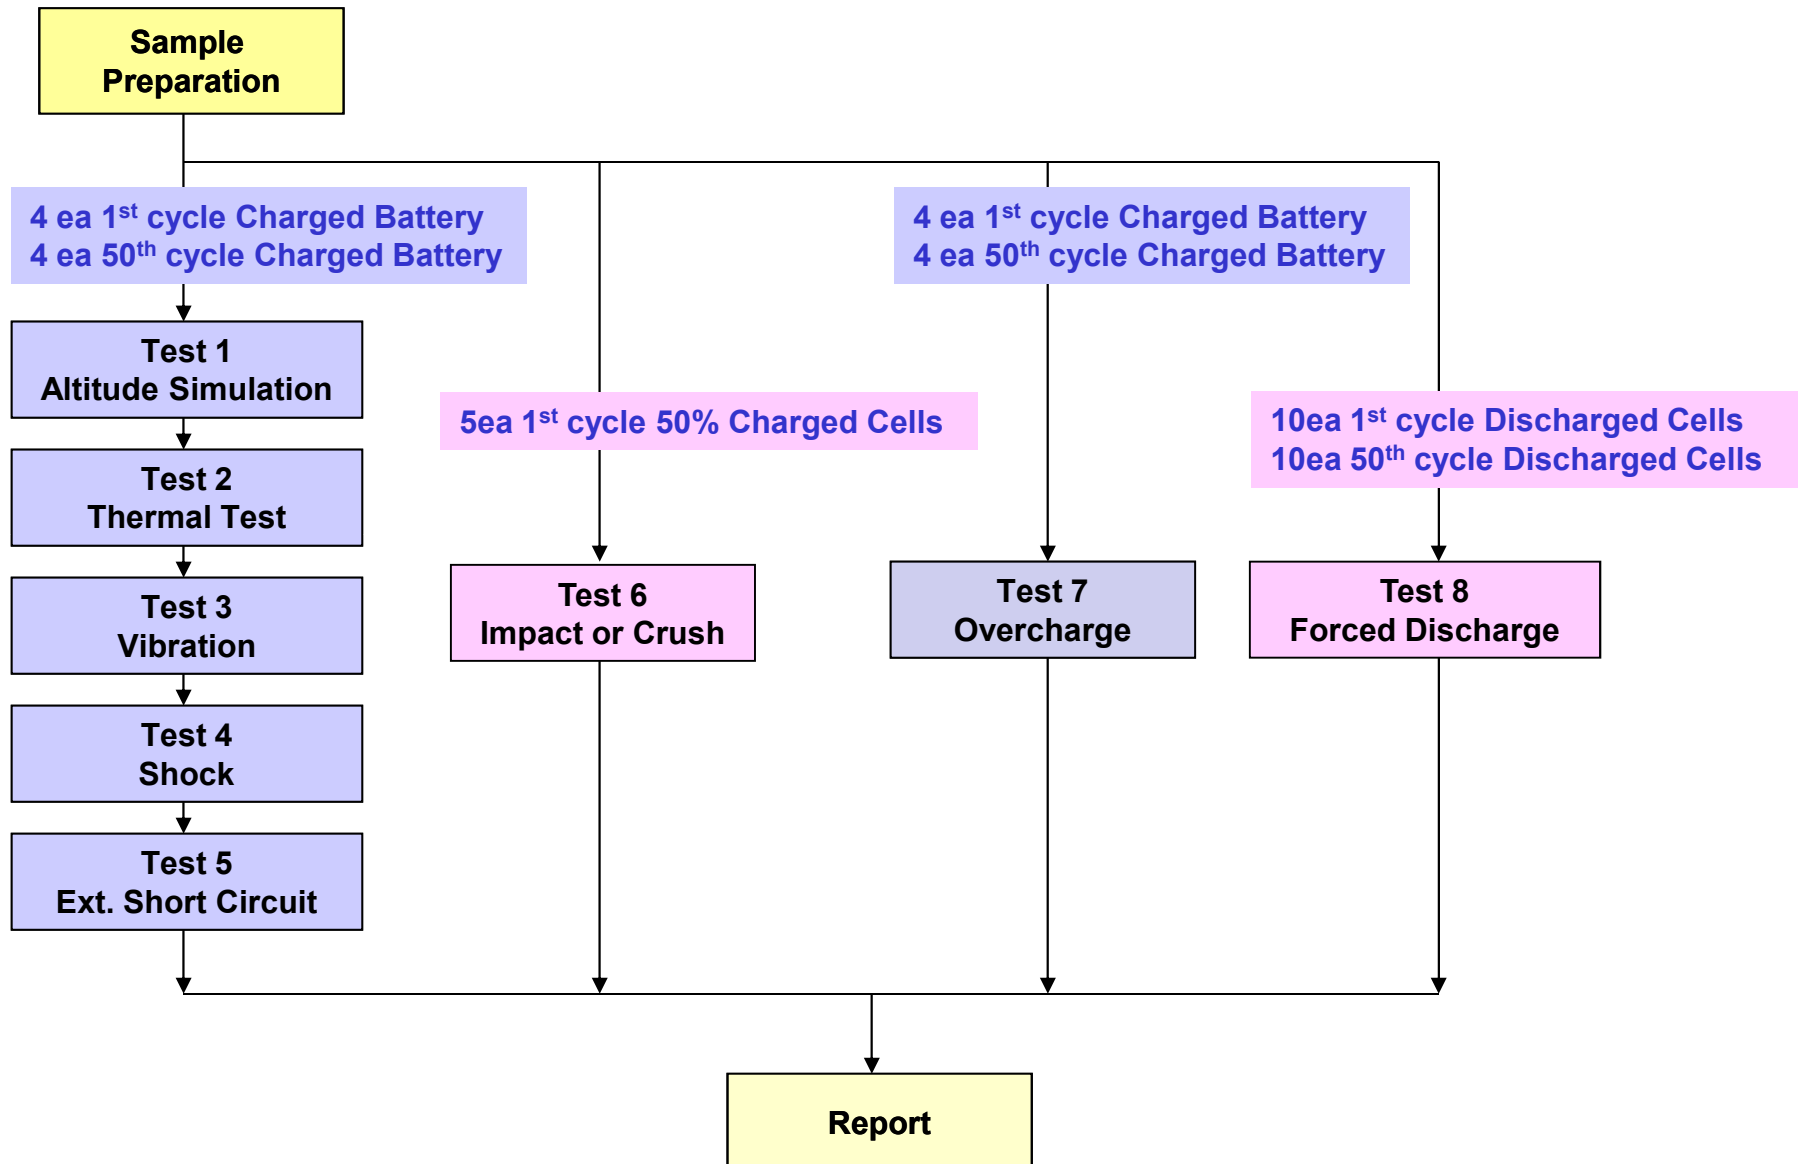 Sample
Preparation
4 ea 1st cycle Charged Battery
4 ea 50th cycle Charged Battery
Test 1
Altitude Simulation
Test 2
Thermal Test
Test 3
Vibration
Test 4
Shock
Test 5
Ext. Short Circuit
5ea 1st cycle 50% Charged Cells
Test 6
Impact or Crush
4 ea 1st cycle Charged Battery
4 ea 50th cycle Charged Battery
Test 7
Overcharge
10ea 1st cycle Discharged Cells
10ea 50th cycle Discharged Cells
Test 8
Forced Discharge
Report